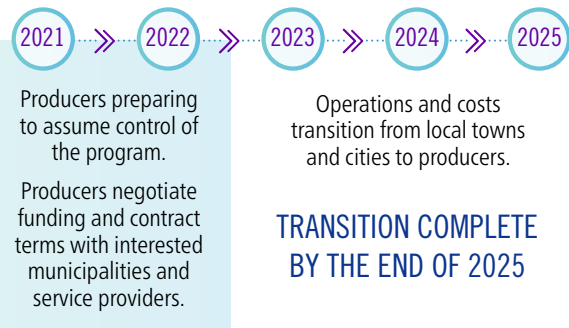 2021 2022 2023 2024 2025
Producers preparing
to assume control of
the program.
Producers negotiate
funding and contract
terms with interested
municipalities and
service providers.
Operations and costs
transition from local towns
and cities to producers.
TRANSITION COMPLETE
BY THE END OF 2025